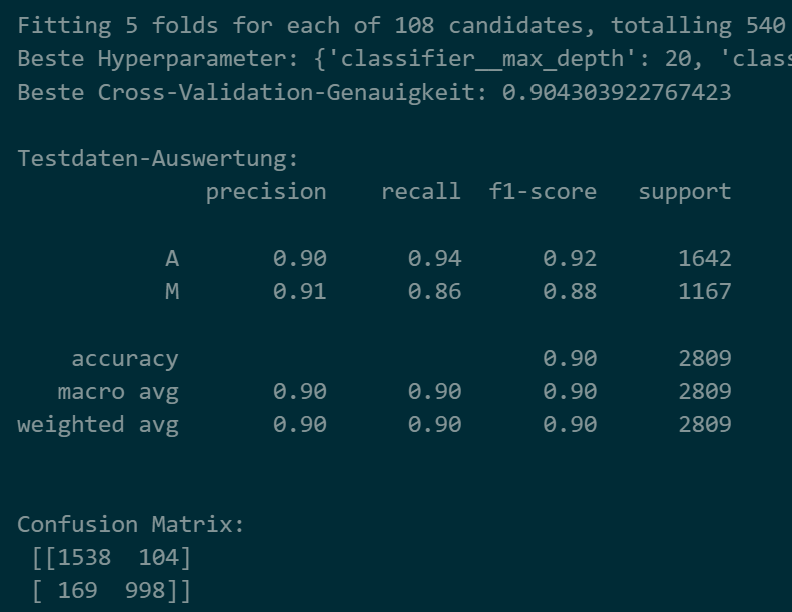 Fitting 5 folds for each of 108 candidates, totalling 540
Beste Hyperparameter: {'classifier__max_depth': 20, 'clas
Beste Cross-Validation-Genauigkeit: 0.904303922767423
Testdaten-Auswertung:
precision recall f1-score support
A 0.90 0.94 0.92 1642
M 0.91 0.86 0.88 1167
accuracy 0.90 2809
macro avg 0.90 0.90 0.90 2809
weighted avg 0.90 0.90 0.90 2809
Confusion Matrix:
[[1538 104]
[ 169 998]]